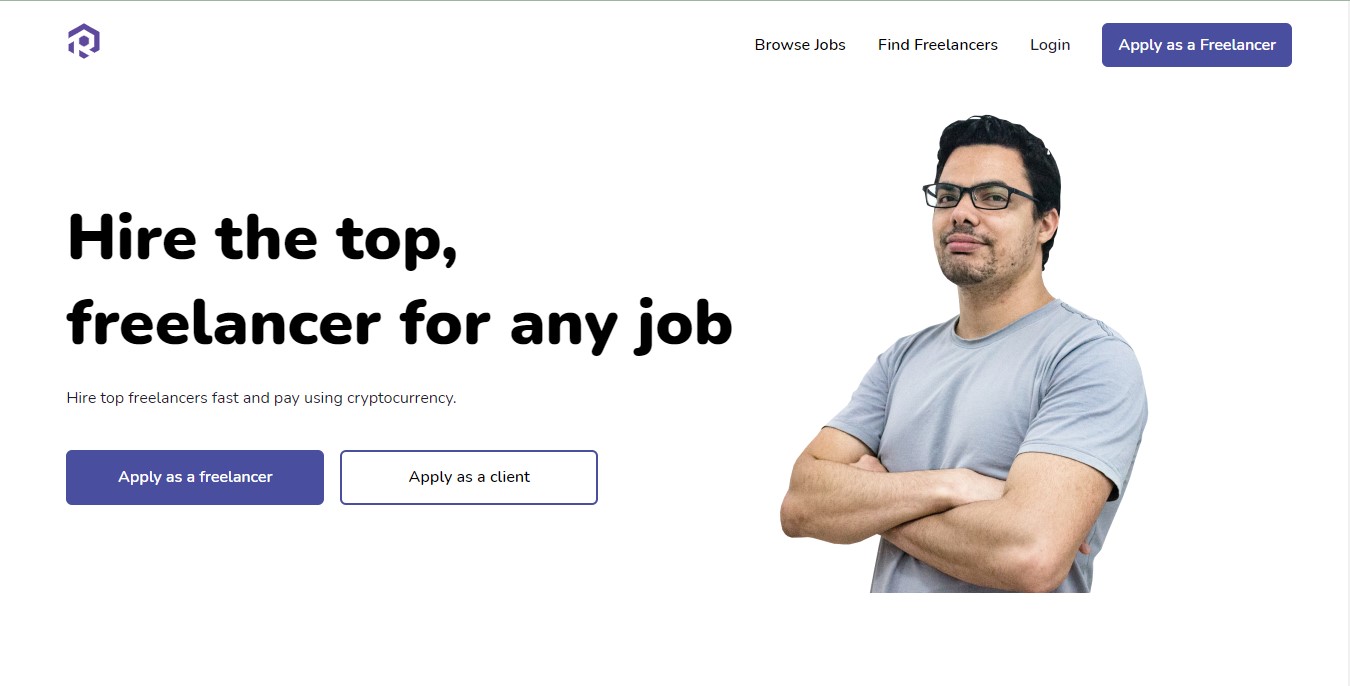 Browse Jobs
Find Freelancers
Login
Apply as a Freelancer
Hire the top,
freelancer for any job
Hire top freelancers fast and pay using cryptocurrency.
Apply as a freelancer
Apply as a client